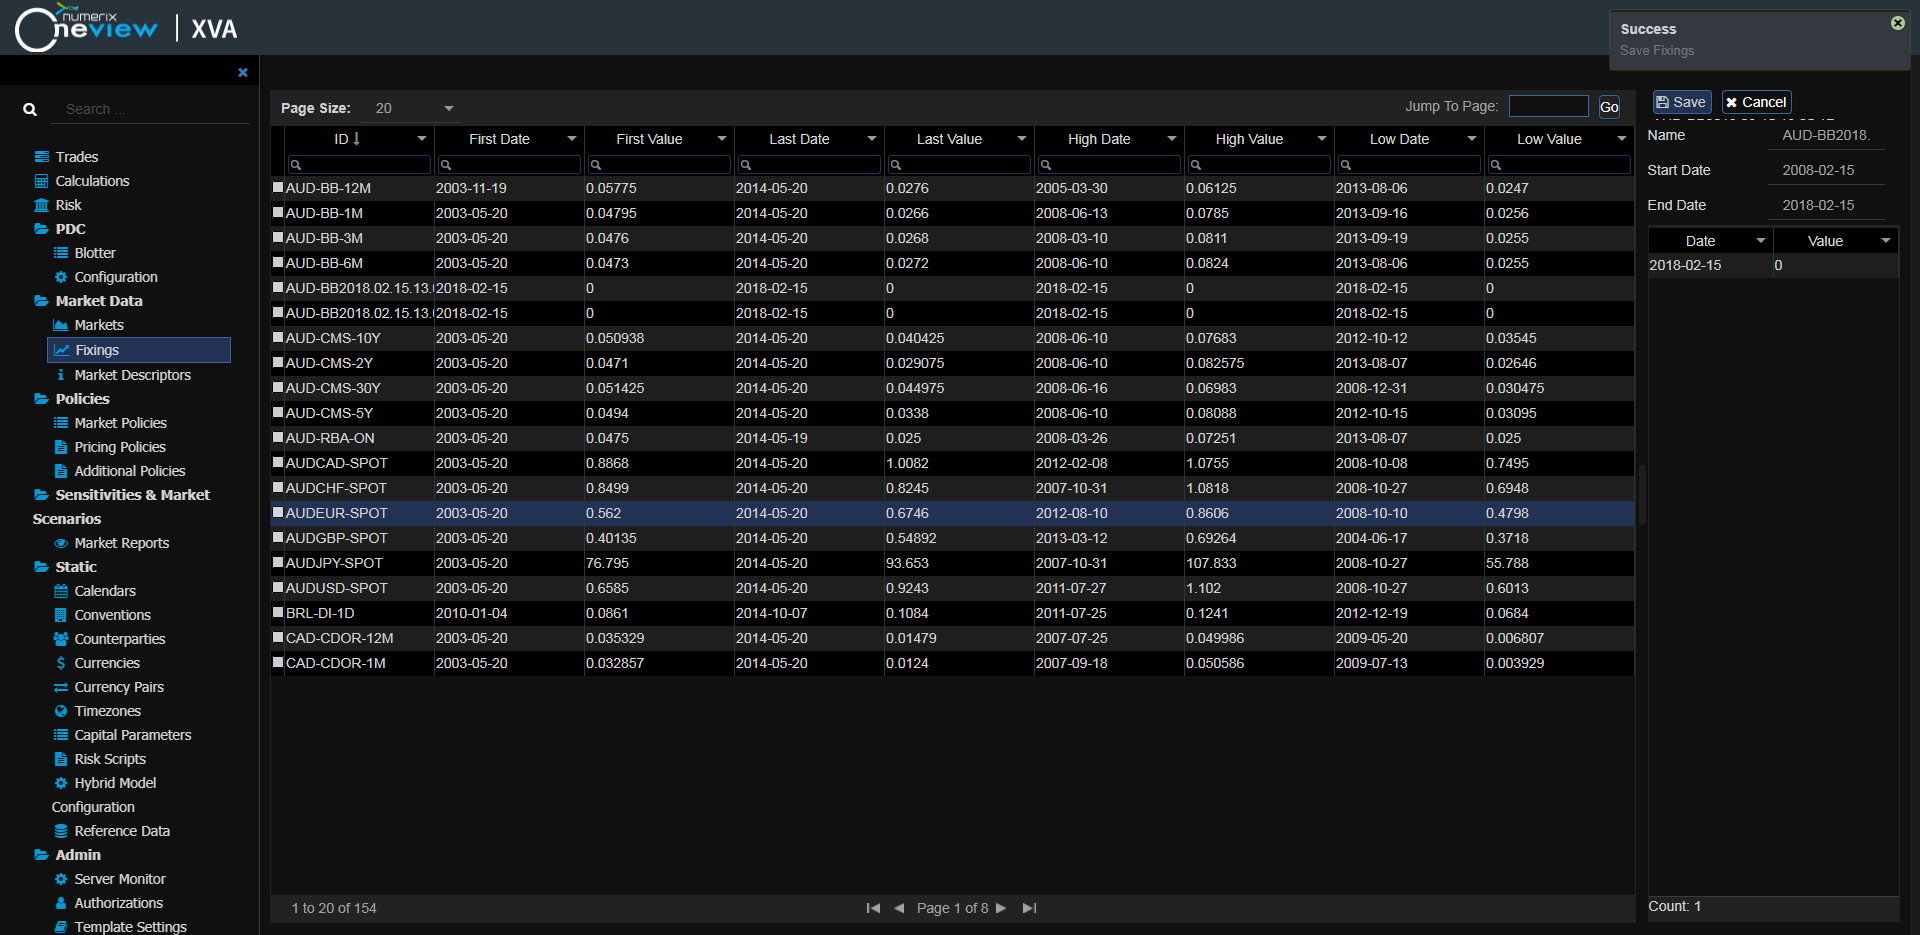 numerix
Oneview | XVA
Success
Save Fixings
Search ...
Trades
Calculations
Risk
PDC
Blotter
Configuration
Market Data
Markets
Fixings
Market Descriptors
Policies
Market Policies
Pricing Policies
Additional Policies
Sensitivities & Market
Scenarios
Market Reports
Static
Calendars
Conventions
Counterparties
Currencies
Currency Pairs
Timezones
Capital Parameters
Risk Scripts
Hybrid Model
Configuration
Reference Data
Admin
Server Monitor
Authorizations
Template Settings
Page Size: 20 Jump To Page: Go
ID First Date First Value Last Date Last Value High Date High Value Low Date Low Value
AUD-BB-12M 2003-11-19 0.05775 2014-05-20 0.0276 2005-03-30 0.06125 2013-08-06 0.0247
AUD-BB-1M 2003-05-20 0.04795 2014-05-20 0.0266 2008-06-13 0.0785 2013-09-16 0.0256
AUD-BB-3M 2003-05-20 0.0476 2014-05-20 0.0268 2008-03-10 0.0811 2013-09-19 0.0255
AUD-BB-6M 2003-05-20 0.0473 2014-05-20 0.0272 2008-06-10 0.0824 2013-08-06 0.0255
AUD-BB2018.02.15.13. 2018-02-15 0 2018-02-15 0 2018-02-15 0 2018-02-15 0
AUD-BB2018.02.15.13. 2018-02-15 0 2018-02-15 0 2018-02-15 0 2018-02-15 0
AUD-CMS-10Y 2003-05-20 0.050938 2014-05-20 0.040425 2008-06-10 0.07683 2012-10-12 0.03545
AUD-CMS-2Y 2003-05-20 0.0471 2014-05-20 0.029075 2008-06-10 0.082575 2013-08-07 0.02646
AUD-CMS-30Y 2003-05-20 0.051425 2014-05-20 0.044975 2008-06-16 0.06983 2008-12-31 0.030475
AUD-CMS-5Y 2003-05-20 0.0494 2014-05-20 0.0338 2008-06-10 0.08088 2012-10-15 0.03095
AUD-RBA-ON 2003-05-20 0.0475 2014-05-19 0.025 2008-03-26 0.07251 2013-08-07 0.025
AUDCAD-SPOT 2003-05-20 0.8868 2014-05-20 1.0082 2012-02-08 1.0755 2008-10-08 0.7495
AUDCHF-SPOT 2003-05-20 0.8499 2014-05-20 0.8245 2007-10-31 1.0818 2008-10-27 0.6948
AUDEUR-SPOT 2003-05-20 0.562 2014-05-20 0.6746 2012-08-10 0.8606 2008-10-10 0.4798
AUDGBP-SPOT 2003-05-20 0.40135 2014-05-20 0.54892 2013-03-12 0.69264 2004-06-17 0.3718
AUDJPY-SPOT 2003-05-20 76.795 2014-05-20 93.653 2007-10-31 107.833 2008-10-27 55.788
AUDUSD-SPOT 2003-05-20 0.6585 2014-05-20 0.9243 2011-07-27 1.102 2008-10-27 0.6013
BRL-DI-1D 2010-01-04 0.0861 2014-10-07 0.1084 2011-07-25 0.1241 2012-12-19 0.0684
CAD-CDOR-12M 2003-05-20 0.035329 2014-05-20 0.01479 2007-07-25 0.049986 2009-05-20 0.006807
CAD-CDOR-1M 2003-05-20 0.032857 2014-05-20 0.0124 2007-09-18 0.050586 2009-07-13 0.003929
1 to 20 of 154 Page 1 of 8
Save Cancel
Name AUD-BB2018.
Start Date 2008-02-15
End Date 2018-02-15
Date Value
2018-02-15 0
Count: 1